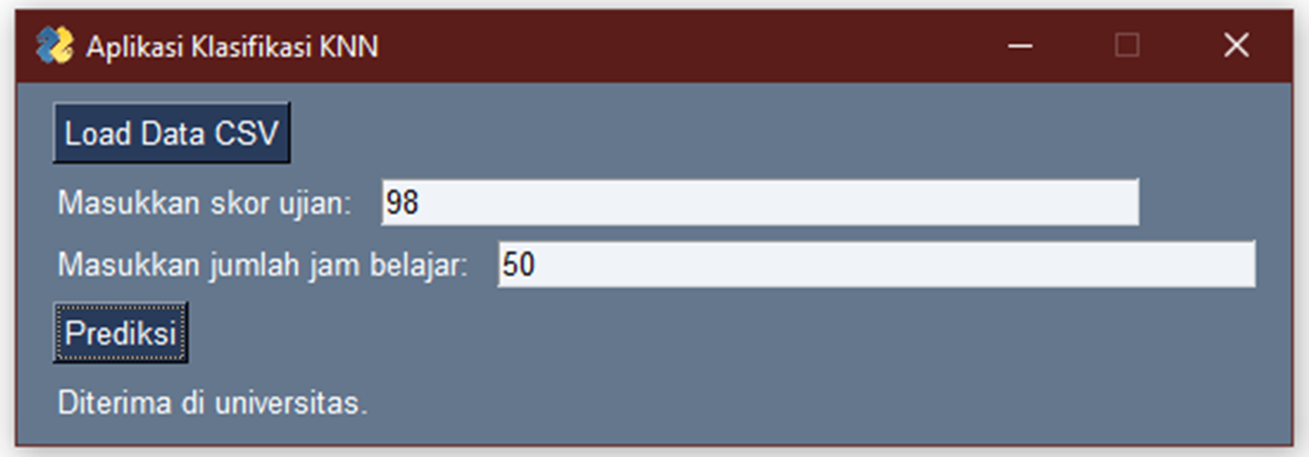 Aplikasi Klasifikasi KNN
Load Data CSV
Masukkan skor ujian: 98
Masukkan jumlah jam belajar: 50
Prediksi
Diterima di universitas.